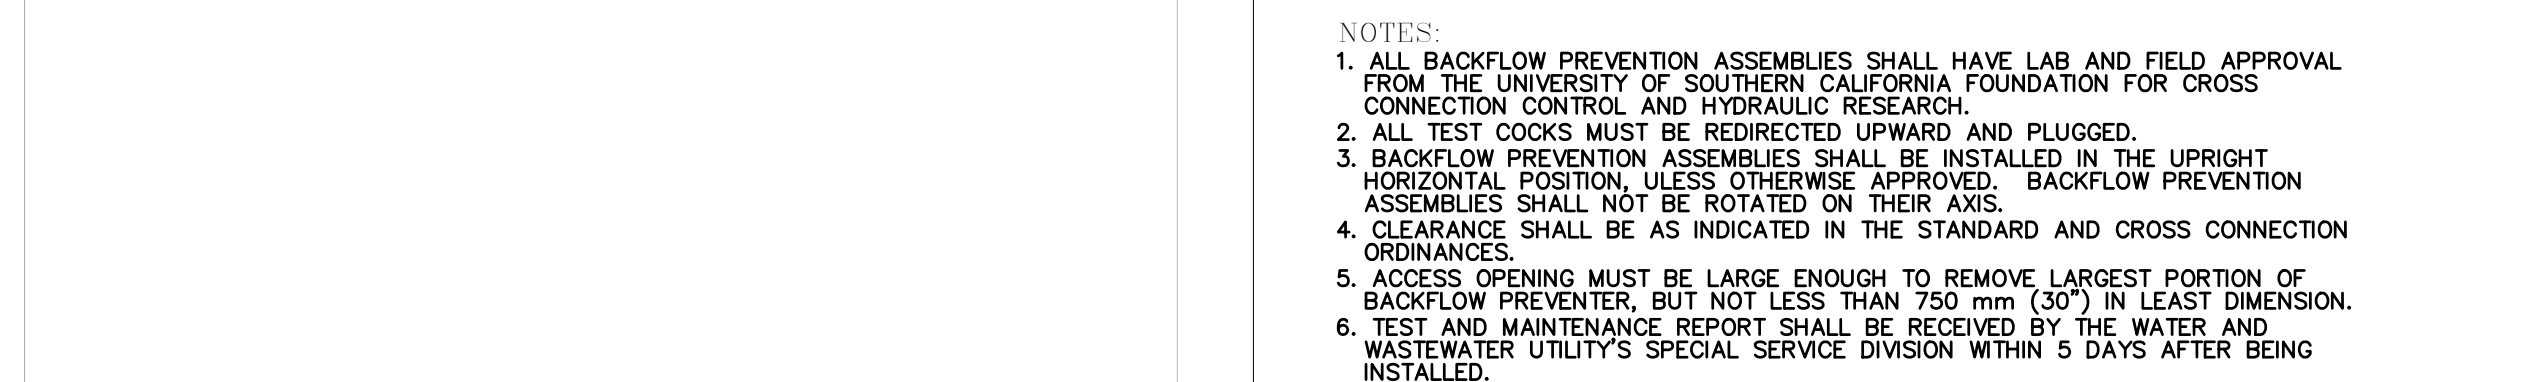 NOTES:
1. ALL BACKFLOW PREVENTION ASSEMBLIES SHALL HAVE LAB AND FIELD APPROVAL
FROM THE UNIVERSITY OF SOUTHERN CALIFORNIA FOUNDATION FOR CROSS
CONNECTION CONTROL AND HYDRAULIC RESEARCH.
2. ALL TEST COCKS MUST BE REDIRECTED UPWARD AND PLUGGED.
3. BACKFLOW PREVENTION ASSEMBLIES SHALL BE INSTALLED IN THE UPRIGHT
HORIZONTAL POSITION, ULESS OTHERWISE APPROVED. BACKFLOW PREVENTION
ASSEMBLIES SHALL NOT BE ROTATED ON THEIR AXIS.
4. CLEARANCE SHALL BE AS INDICATED IN THE STANDARD AND CROSS CONNECTION
ORDINANCES.
5. ACCESS OPENING MUST BE LARGE ENOUGH TO REMOVE LARGEST PORTION OF
BACKFLOW PREVENTER, BUT NOT LESS THAN 750 mm (30") IN LEAST DIMENSION.
6. TEST AND MAINTENANCE REPORT SHALL BE RECEIVED BY THE WATER AND
WASTEWATER UTILITY'S SPECIAL SERVICE DIVISION WITHIN 5 DAYS AFTER BEING
INSTALLED.